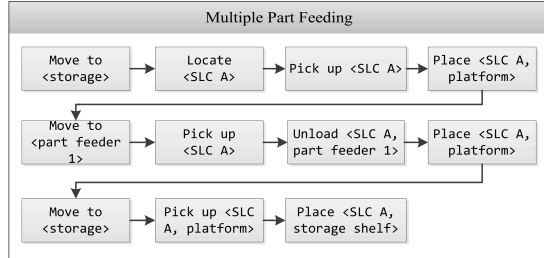 Multiple Part Feeding
Move to
<storage>
Locate
<SLC A>
Pick up <SLC A>
Place <SLC A,
platform>
Move to
<part feeder
1>
Pick up
<SLC A>
Unload <SLC A,
part feeder 1>
Place <SLC A,
platform>
Move to
<storage>
Pick up <SLC
A, platform>
Place <SLC A,
storage shelf>